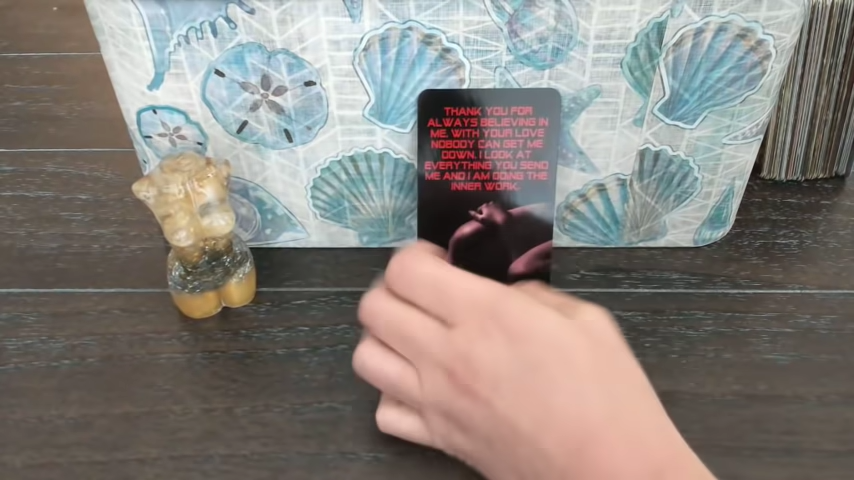 THANK YOU FOR
ALWAYS BELIEVING IN
ME. WITH YOUR LOVE
NOBODY CAN GET ME
DOWN. I LOOK AT
EVERYTHING YOU SEND
ME AND I AM DOING THE
INNER WORK.